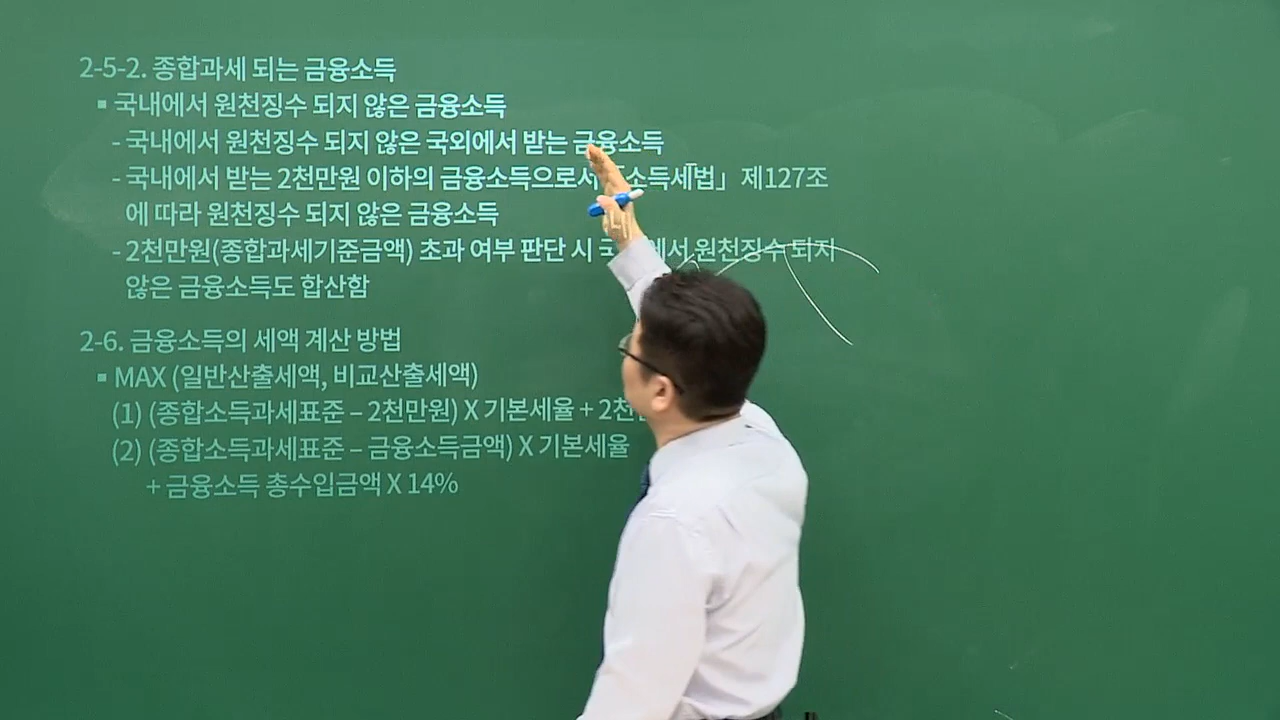 2-5-2. 종합과세 되는 금융소득
▪ 국내에서 원천징수 되지 않은 금융소득
- 국내에서 원천징수 되지 않은 국외에서 받는 금융소득
- 국내에서 받는 2천만원 이하의 금융소득으로서 「소득세법」 제127조
에 따라 원천징수 되지 않은 금융소득
- 2천만원(종합과세기준금액) 초과 여부 판단 시 원천징수 되지
않은 금융소득도 합산함
2-6. 금융소득의 세액 계산 방법
▪ MAX (일반산출세액, 비교산출세액)
(1) (종합소득과세표준 – 2천만원) X 기본세율 +
(2) (종합소득과세표준 – 금융소득금액) X 기본세율
+ 금융소득 총수입금액 X 14%